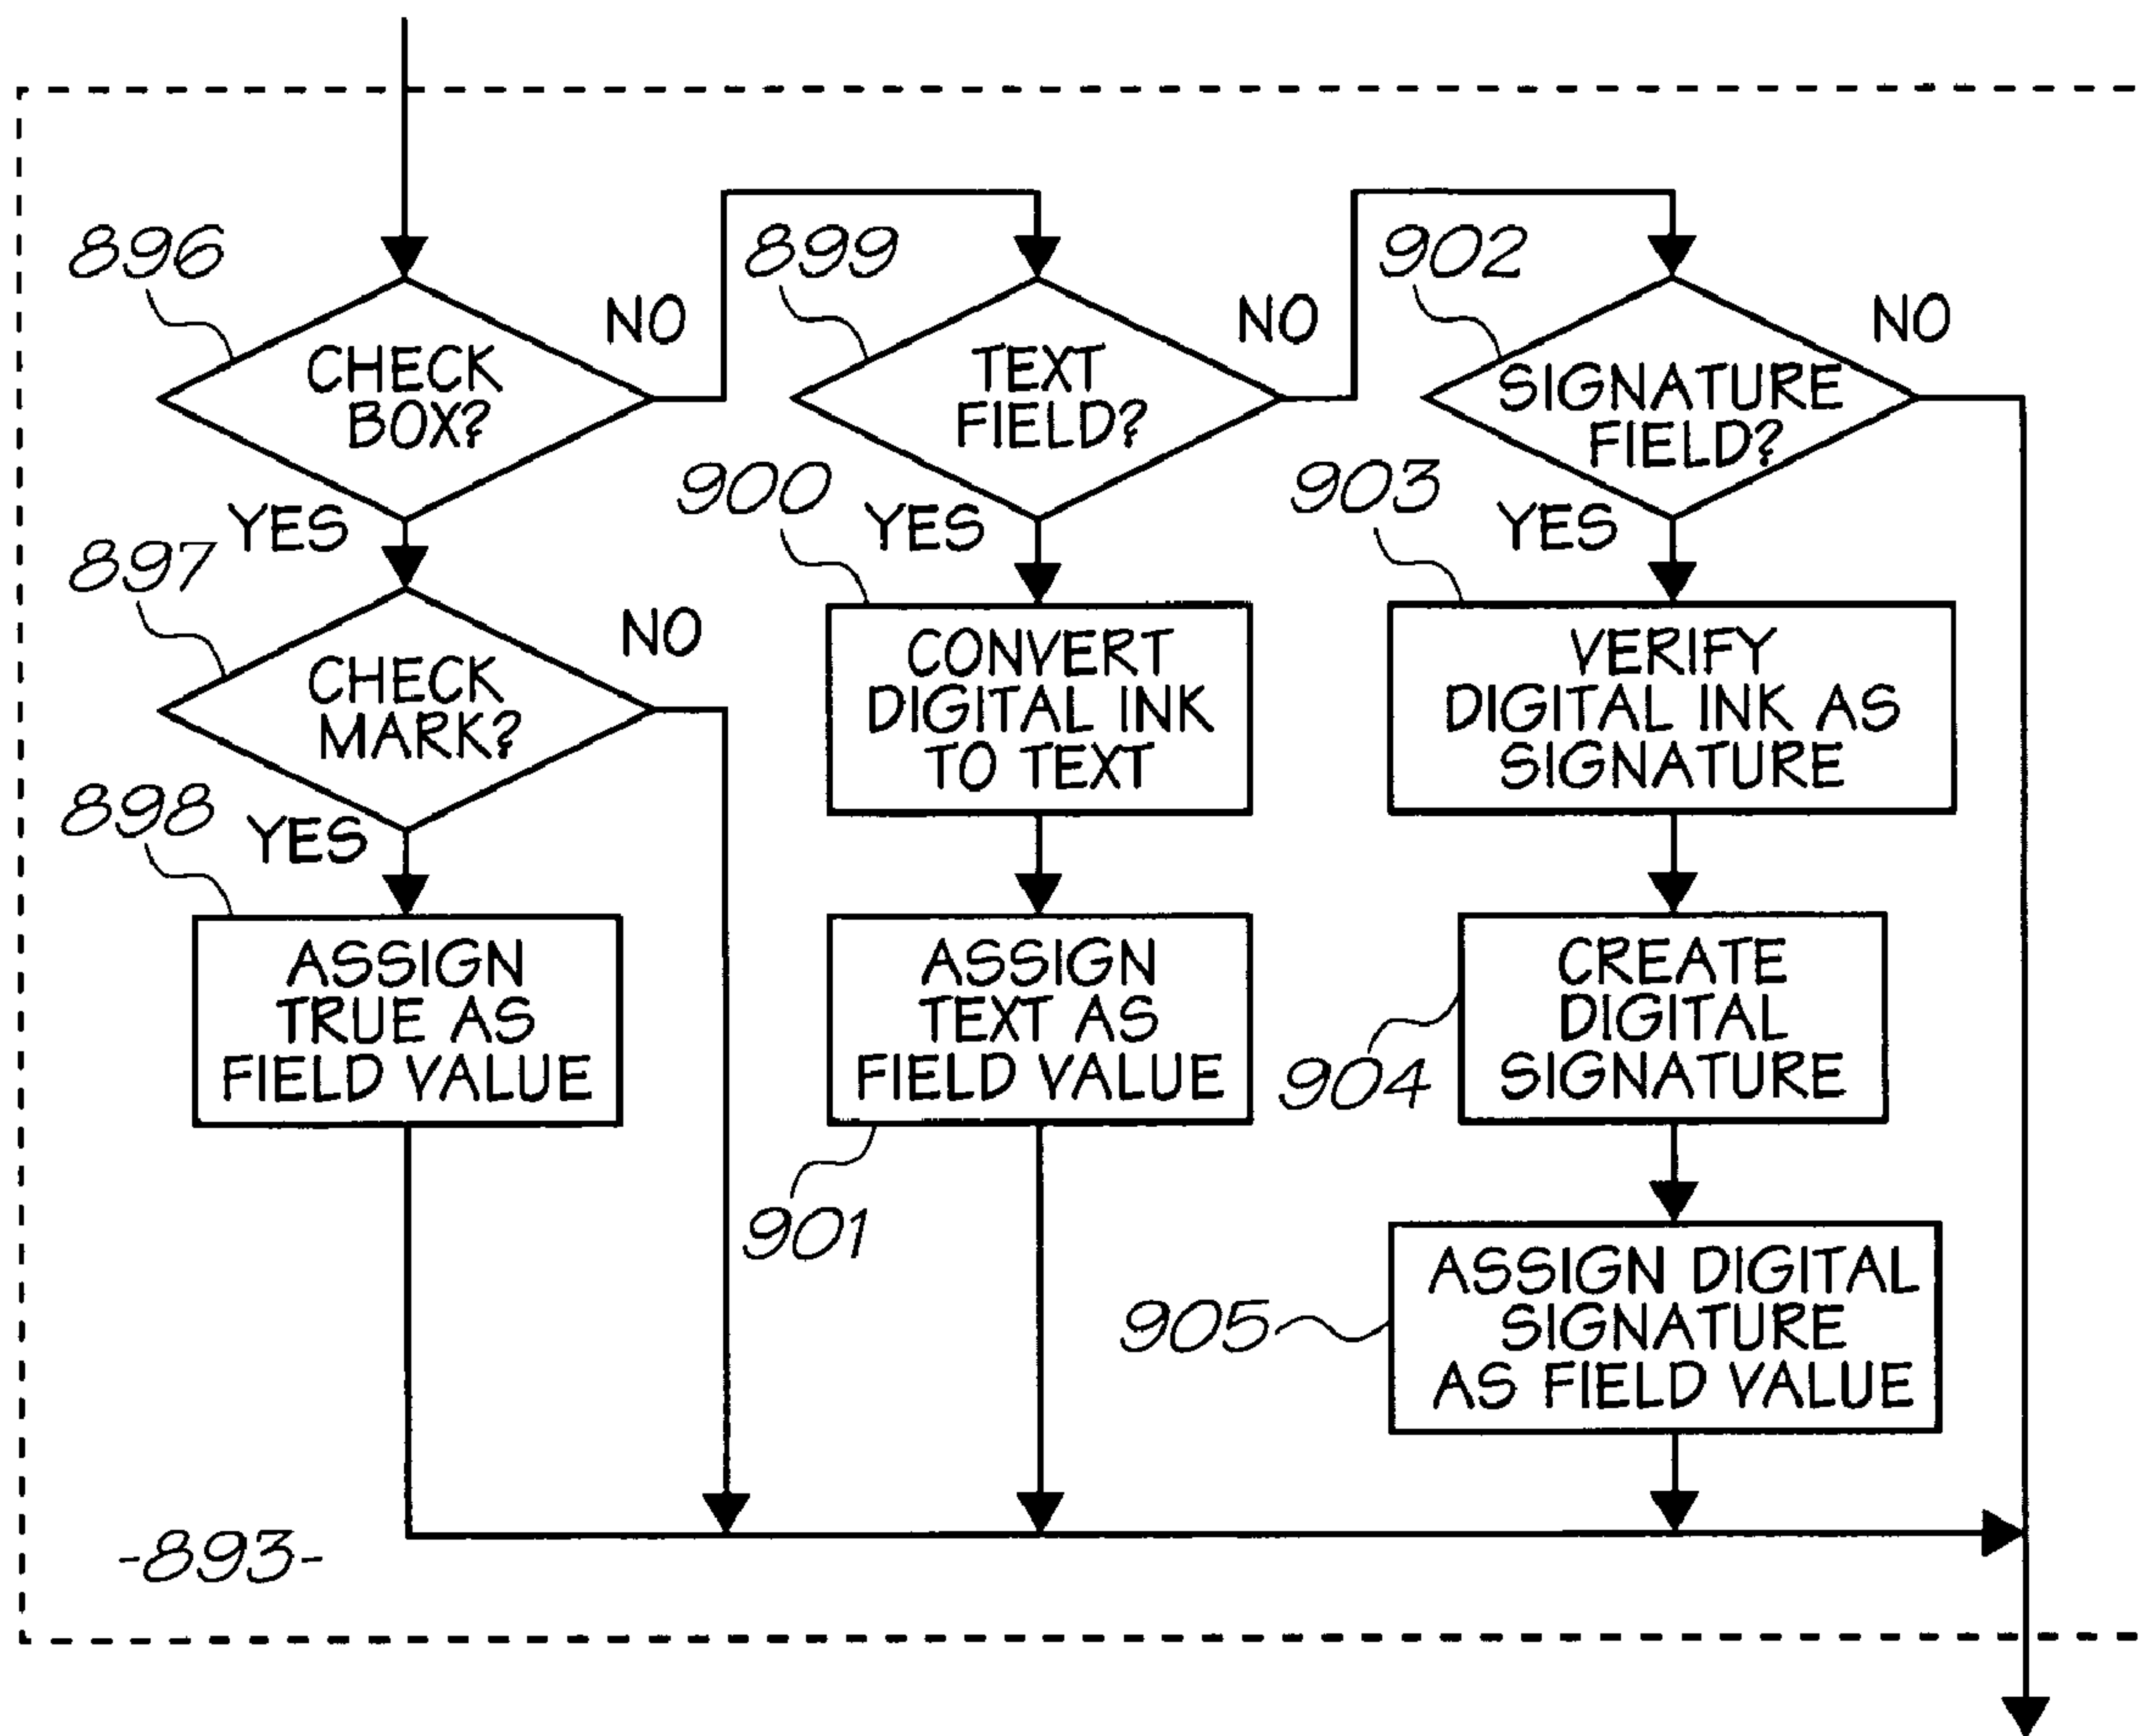 896
CHECK
BOX?
NO
YES
897
CHECK
MARK?
NO
898
YES
ASSIGN
TRUE AS
FIELD VALUE
899
TEXT
FIELD?
NO
900
YES
CONVERT
DIGITAL INK
TO TEXT
ASSIGN
TEXT AS
FIELD VALUE
901
902
SIGNATURE
FIELD?
NO
903
YES
VERIFY
DIGITAL INK AS
SIGNATURE
CREATE
DIGITAL
SIGNATURE
904
ASSIGN DIGITAL
SIGNATURE
AS FIELD VALUE
905
-893-